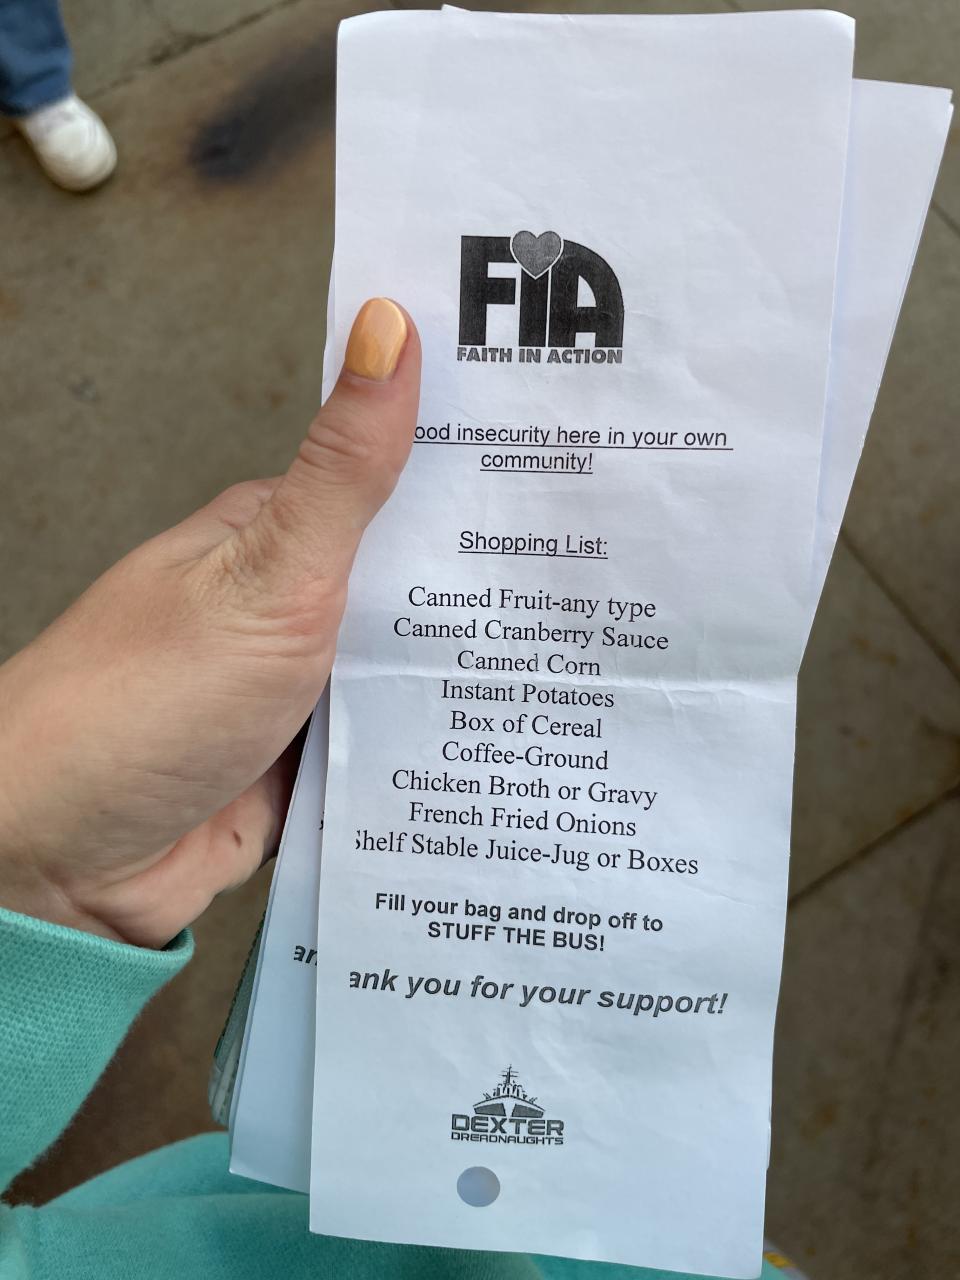 FiA
FAITH IN ACTION
ood insecurity here in your own
community!
Shopping List:
Canned Fruit-any type
Canned Cranberry Sauce
Canned Corn
Instant Potatoes
Box of Cereal
Coffee-Ground
Chicken Broth or Gravy
French Fried Onions
Shelf Stable Juice-Jug or Boxes
Fill your bag and drop off to
STUFF THE BUS!
an
ank you for your support!
DEXTER
DREADNAUGHTS